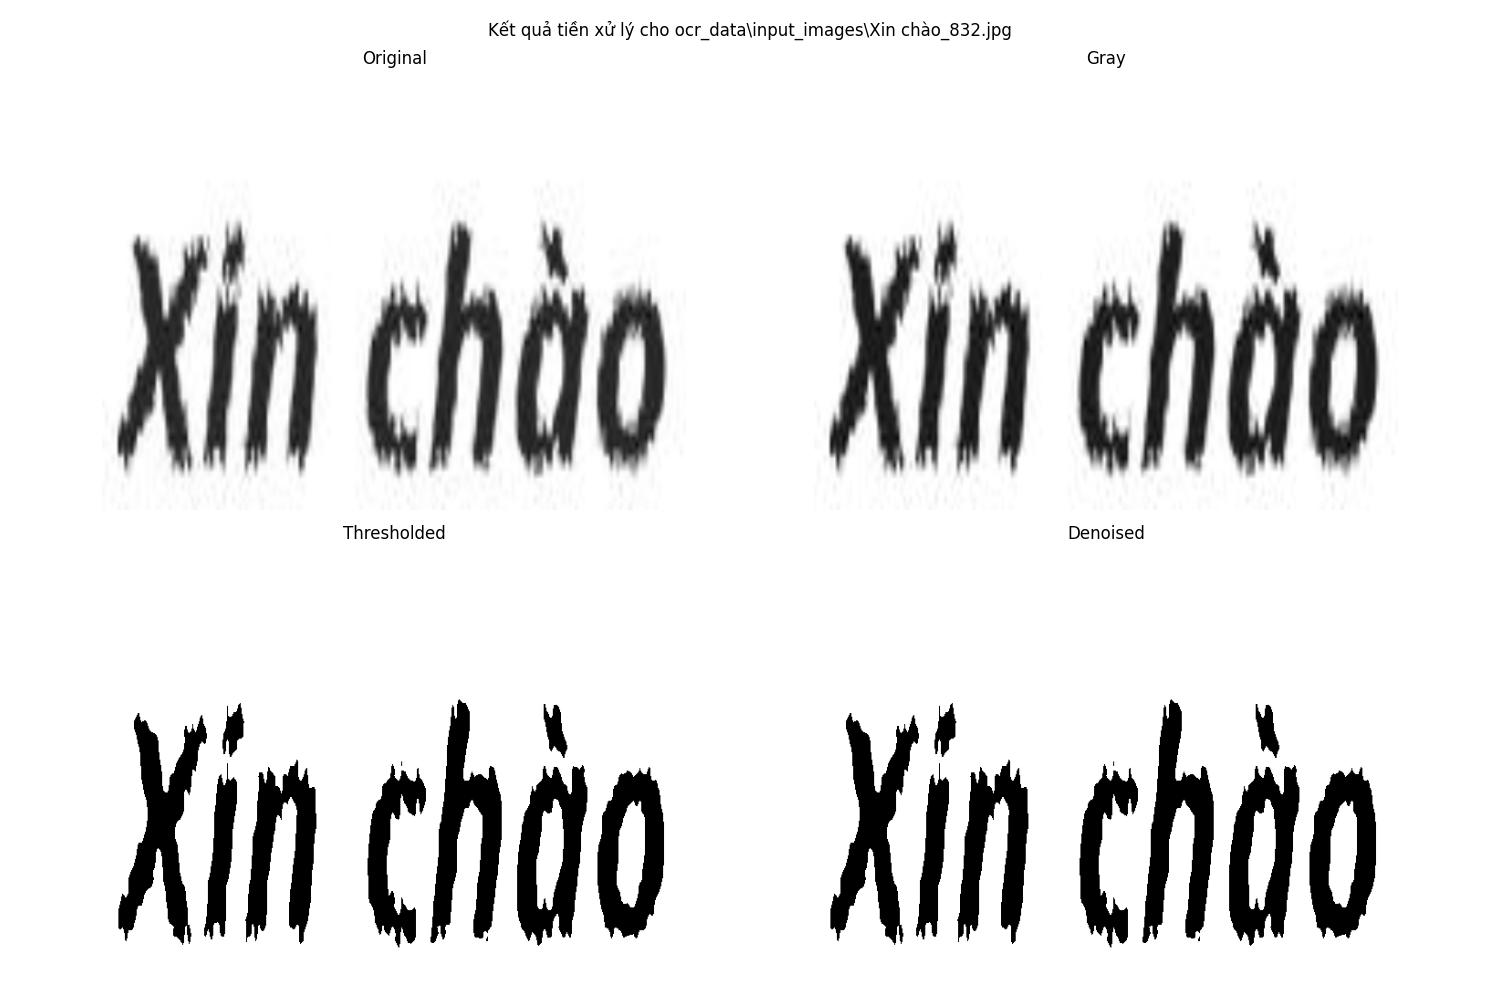 Kết quả tiền xử lý cho ocr_data\input_images\Xin chào_832.jpg
Original
Gray
Xin chào
Xin chào
Thresholded
Denoised
Xin chào
Xin chào